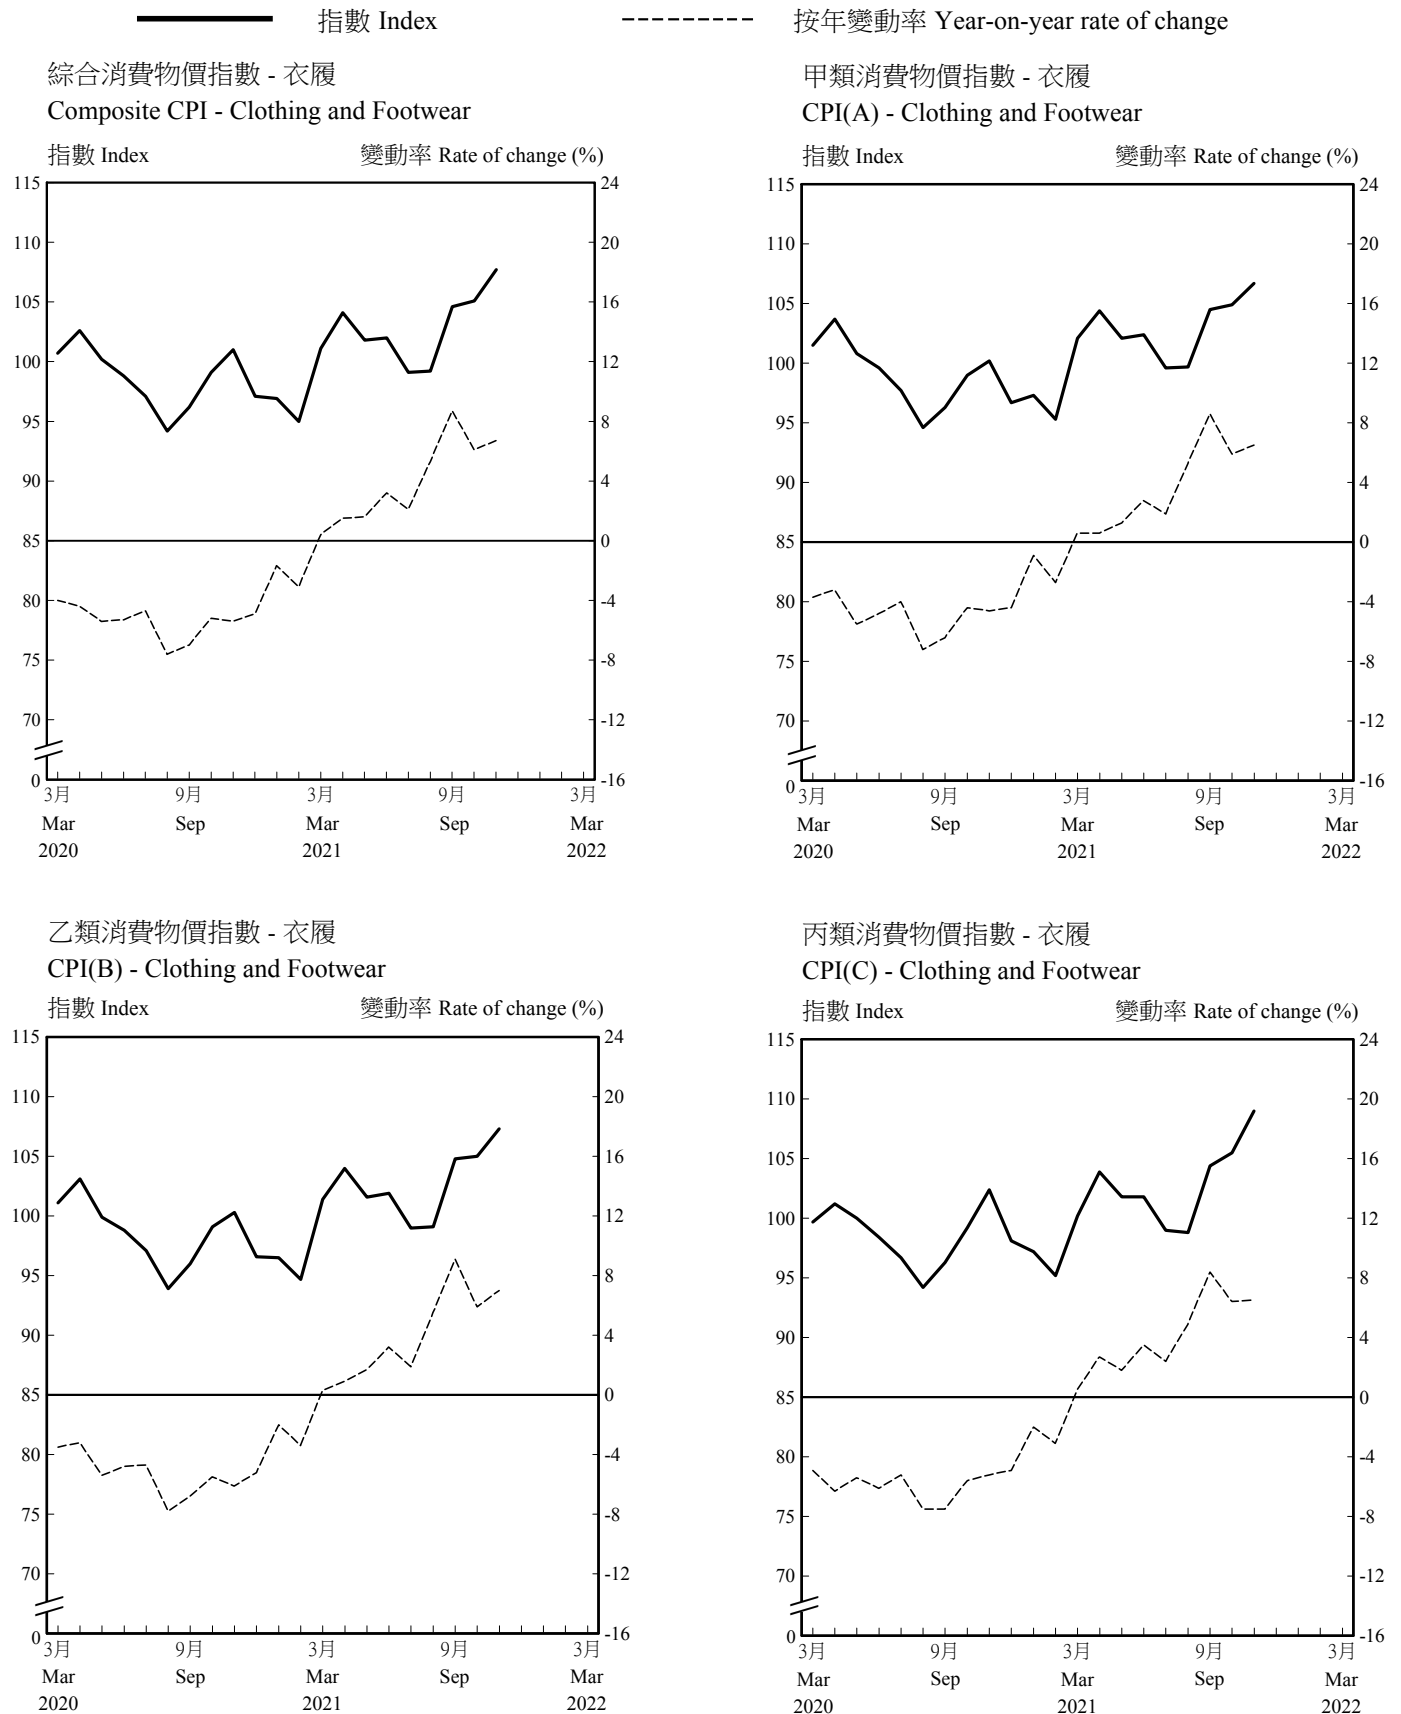 指數 Index
按年變動率 Year-on-year rate of change
綜合消費物價指數 - 衣履
Composite CPI - Clothing and Footwear
指數 Index 變動率 Rate of change (%)
115 24
110 20
105 16
100 12
95 8
90 4
85 0
80 -4
75 -8
70 -12
0 -16
3月 9月 3月 9月 3月
Mar Sep Mar Sep Mar
2020 2021 2022
甲類消費物價指數 - 衣履
CPI(A) - Clothing and Footwear
指數 Index 變動率 Rate of change (%)
115 24
110 20
105 16
100 12
95 8
90 4
85 0
80 -4
75 -8
70 -12
0 -16
3月 9月 3月 9月 3月
Mar Sep Mar Sep Mar
2020 2021 2022
乙類消費物價指數 - 衣履
CPI(B) - Clothing and Footwear
指數 Index 變動率 Rate of change (%)
115 24
110 20
105 16
100 12
95 8
90 4
85 0
80 -4
75 -8
70 -12
0 -16
3月 9月 3月 9月 3月
Mar Sep Mar Sep Mar
2020 2021 2022
丙類消費物價指數 - 衣履
CPI(C) - Clothing and Footwear
指數 Index 變動率 Rate of change (%)
115 24
110 20
105 16
100 12
95 8
90 4
85 0
80 -4
75 -8
70 -12
0 -16
3月 9月 3月 9月 3月
Mar Sep Mar Sep Mar
2020 2021 2022